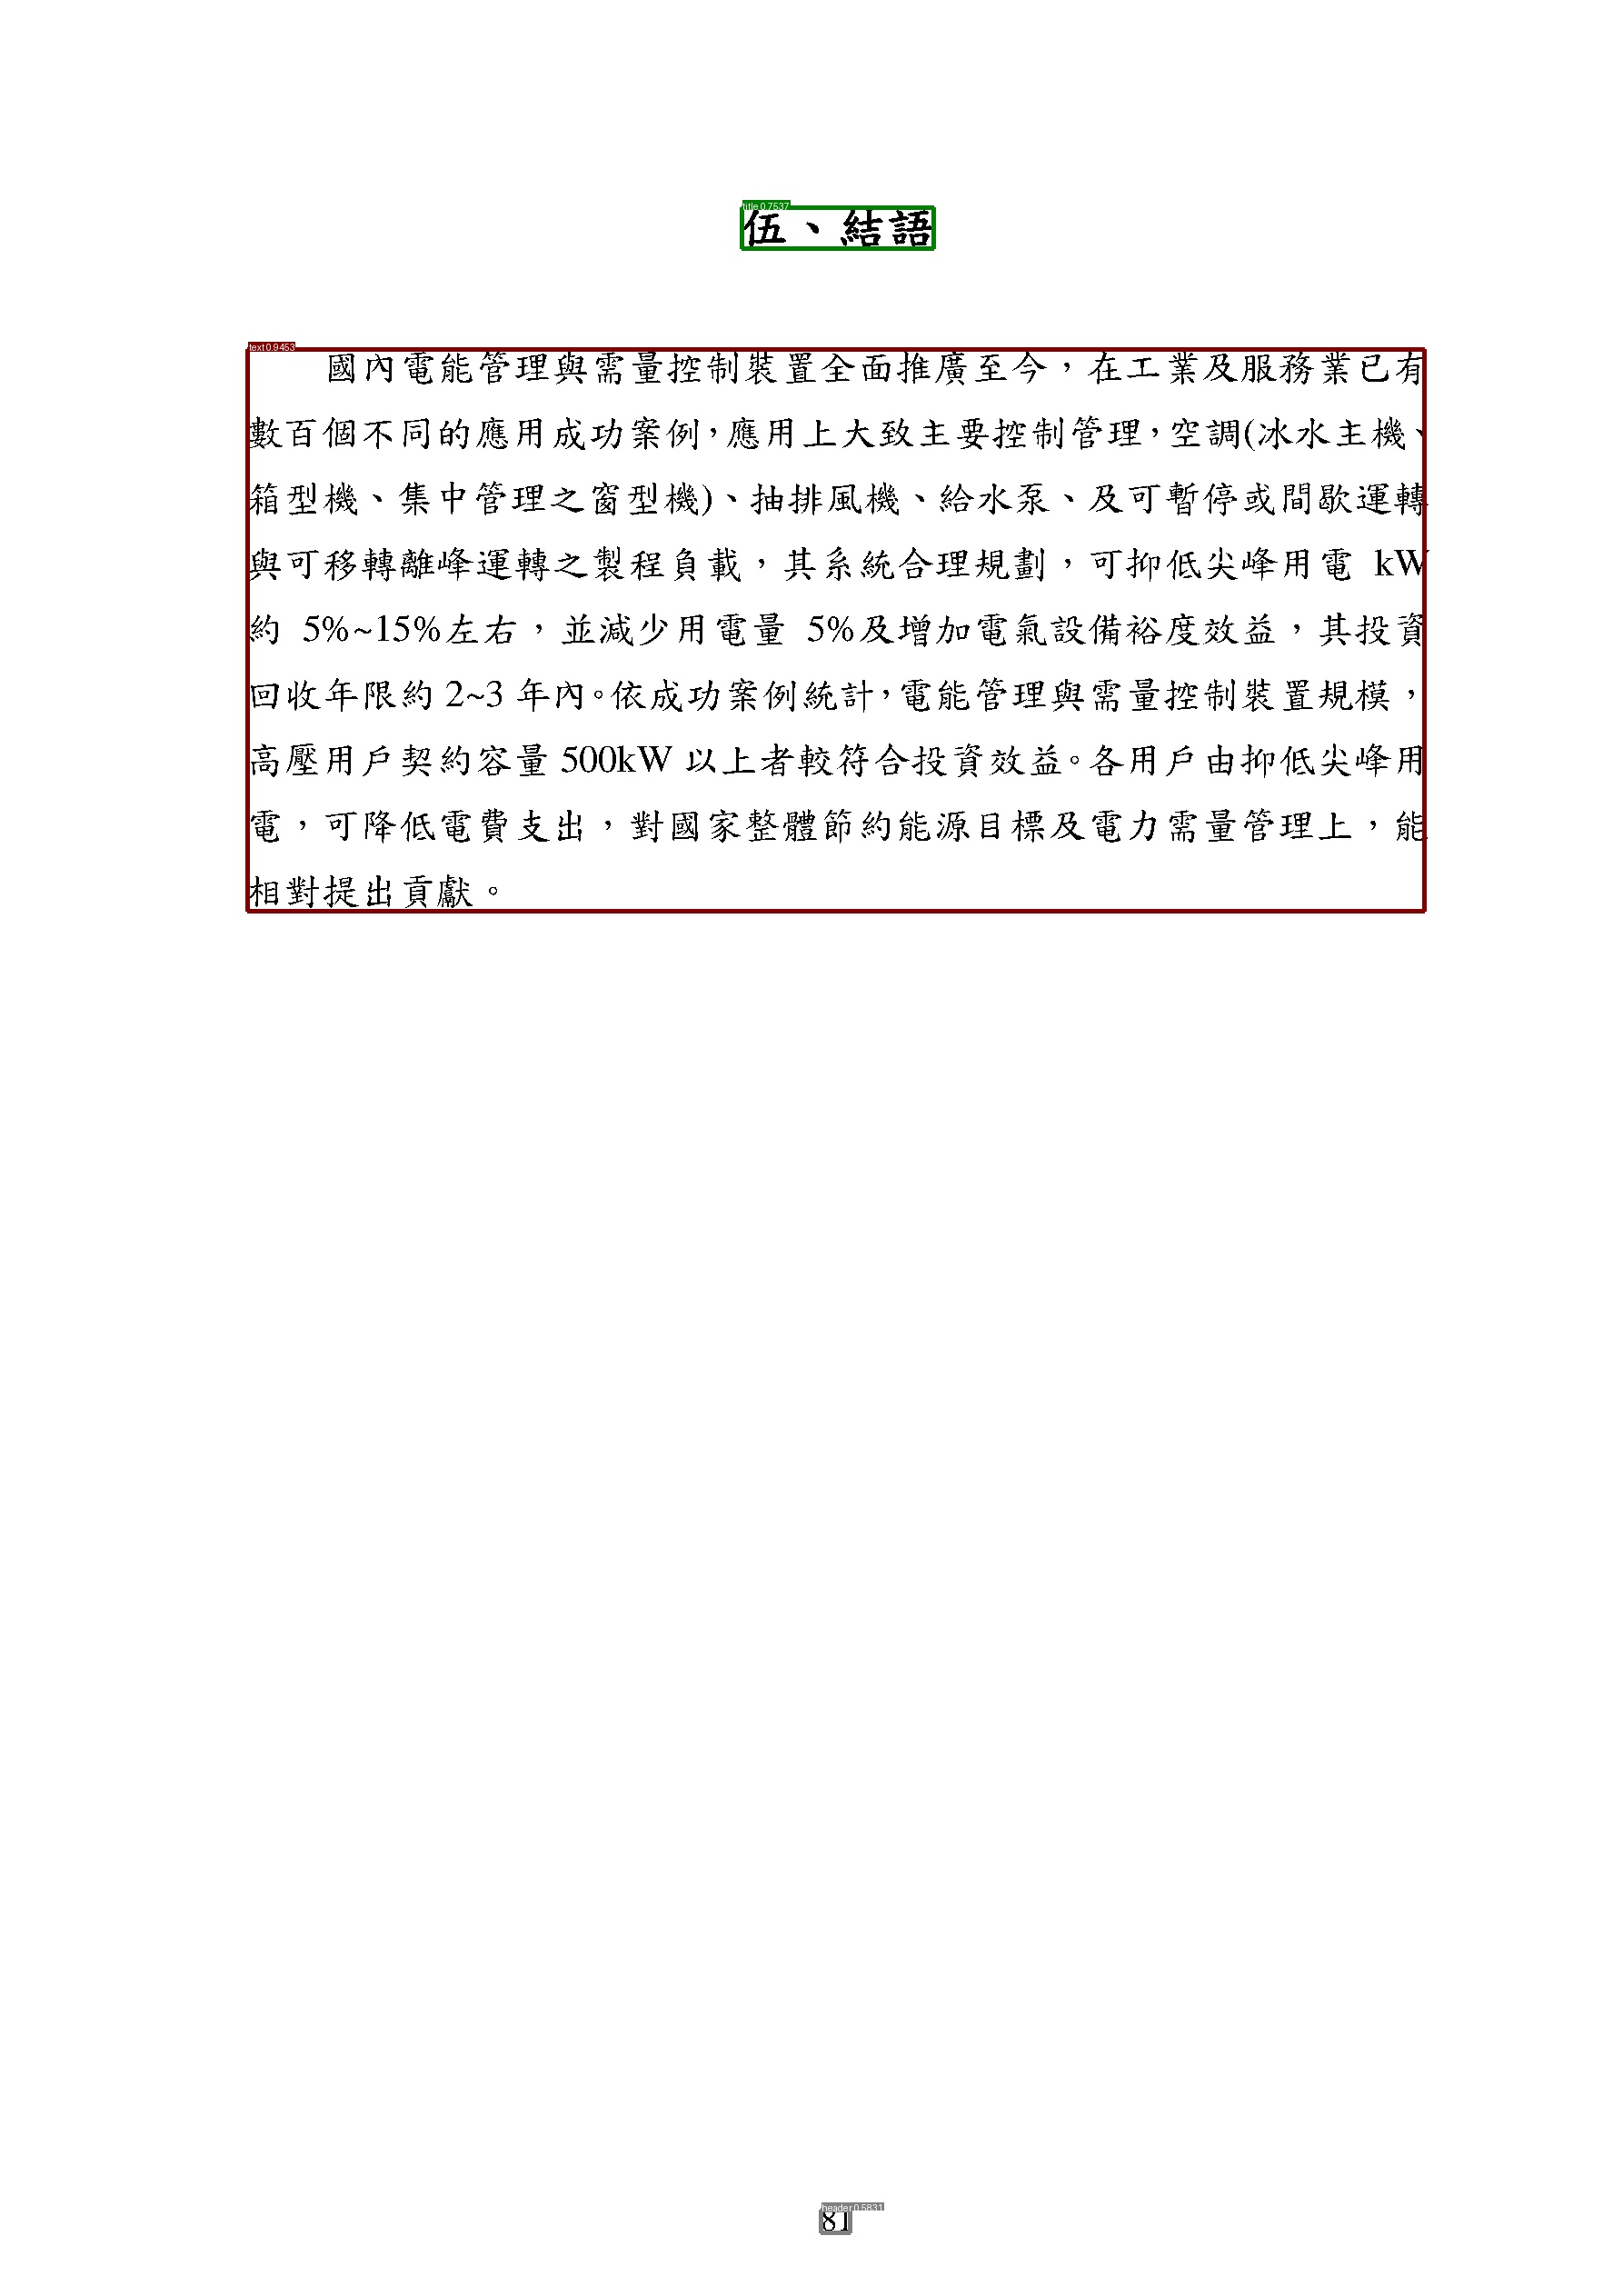 title 0.7537
伍、結語
text 0.9453
國內電能管理與需量控制裝置全面推廣至今，在工業及服務業已有
數百個不同的應用成功案例，應用上大致主要控制管理，空調(冰水主機、
箱型機、集中管理之窗型機)、抽排風機、給水泵、及可暫停或間歇運轉
與可移轉離峰運轉之製程負載，其系統合理規劃，可抑低尖峰用電 kW
約 5%~15%左右，並減少用電量 5%及增加電氣設備裕度效益，其投資
回收年限約 2~3 年內。依成功案例統計，電能管理與需量控制裝置規模，
高壓用戶契約容量 500kW 以上者較符合投資效益。各用戶由抑低尖峰用
電，可降低電費支出，對國家整體節約能源目標及電力需量管理上，能
相對提出貢獻。
header 0.5831
81